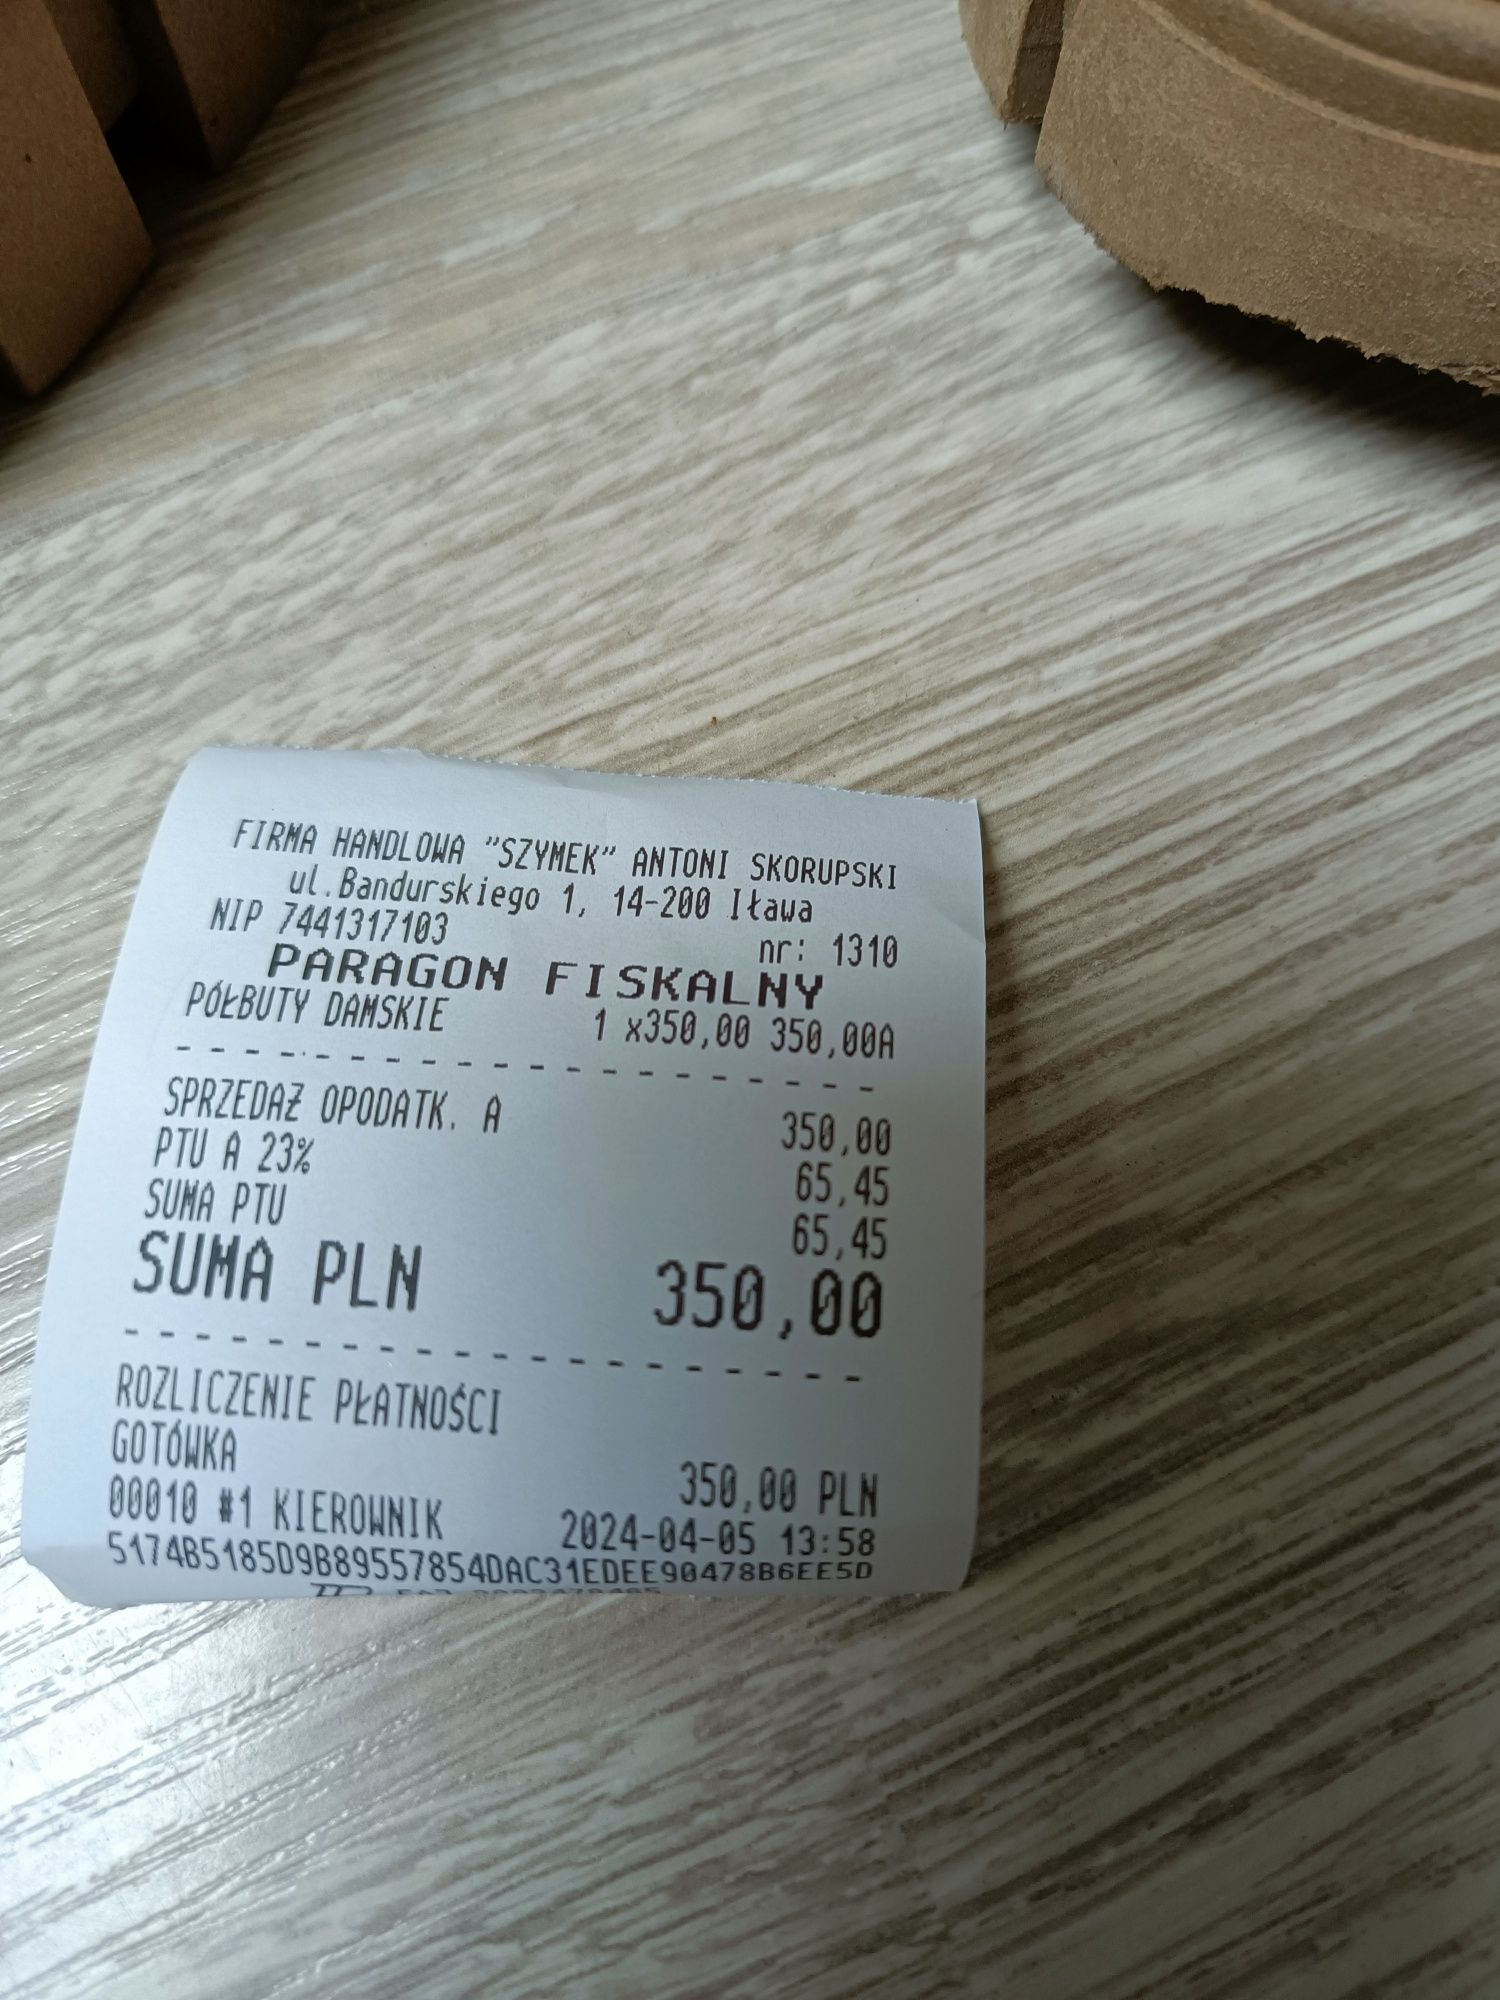 FIRMA HANDLOWA "SZYMEK" ANTONI SKORUPSKI
ul.Bandurskiego 1, 14-200 Iława
NIP 7441317103 nr: 1310
PARAGON FISKALNY
PÓŁBUTY DAMSKIE 1 x350,00 350,00A
SPRZEDAŻ OPODATK. A 350,00
PTU A 23% 65,45
SUMA PTU 65,45
SUMA PLN 350,00
ROZLICZENIE PŁATNOŚCI
GOTÓWKA 350,00 PLN
00010 #1 KIEROWNIK 2024-04-05 13:58
5174B5185D9B89557854DAC31EDEE90478B6EE5D